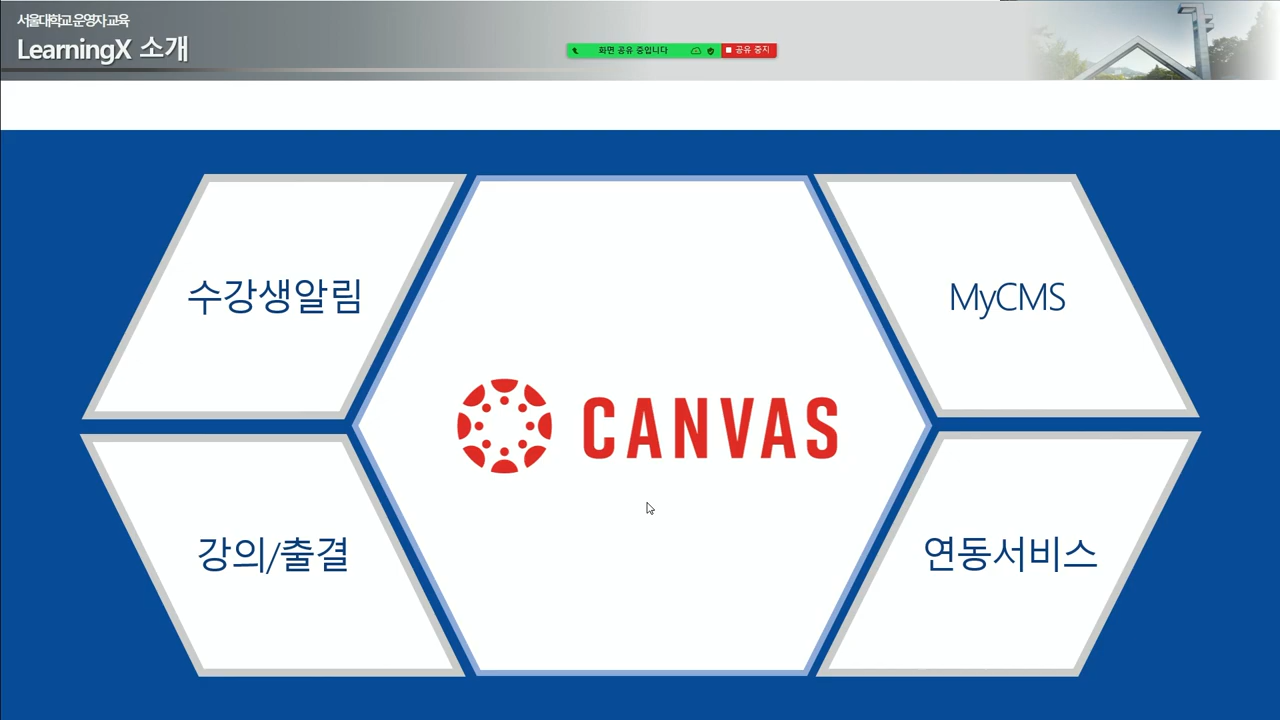 서울대학교 운영자 교육
LearningX 소개
화면 공유 중입니다
공유 중지
수강생알림
MyCMS
CANVAS
강의/출결
연동서비스